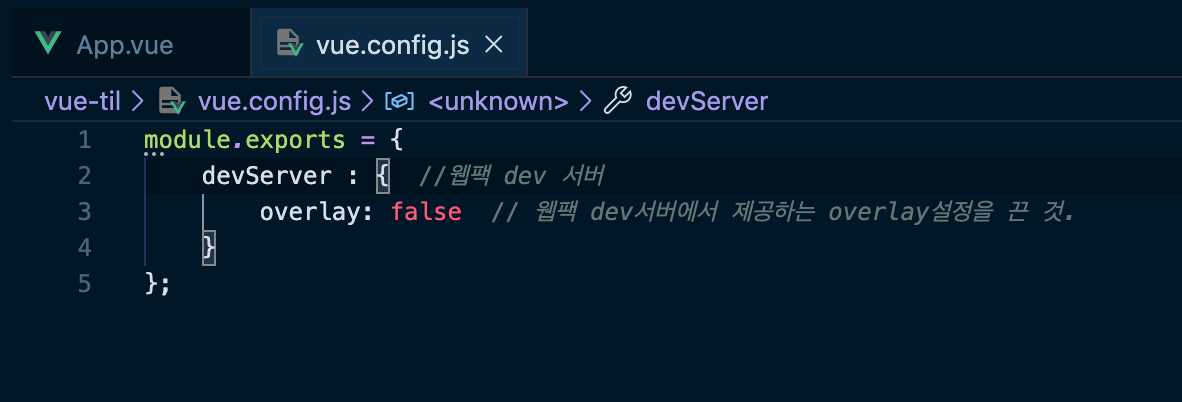 App.vue vue.config.js
vue-til > vue.config.js > <unknown> > devServer
1 module.exports = {
2 devServer : { //웹팩 dev 서버
3 overlay: false // 웹팩 dev서버에서 제공하는 overlay설정을 끈 것.
4 }
5 };